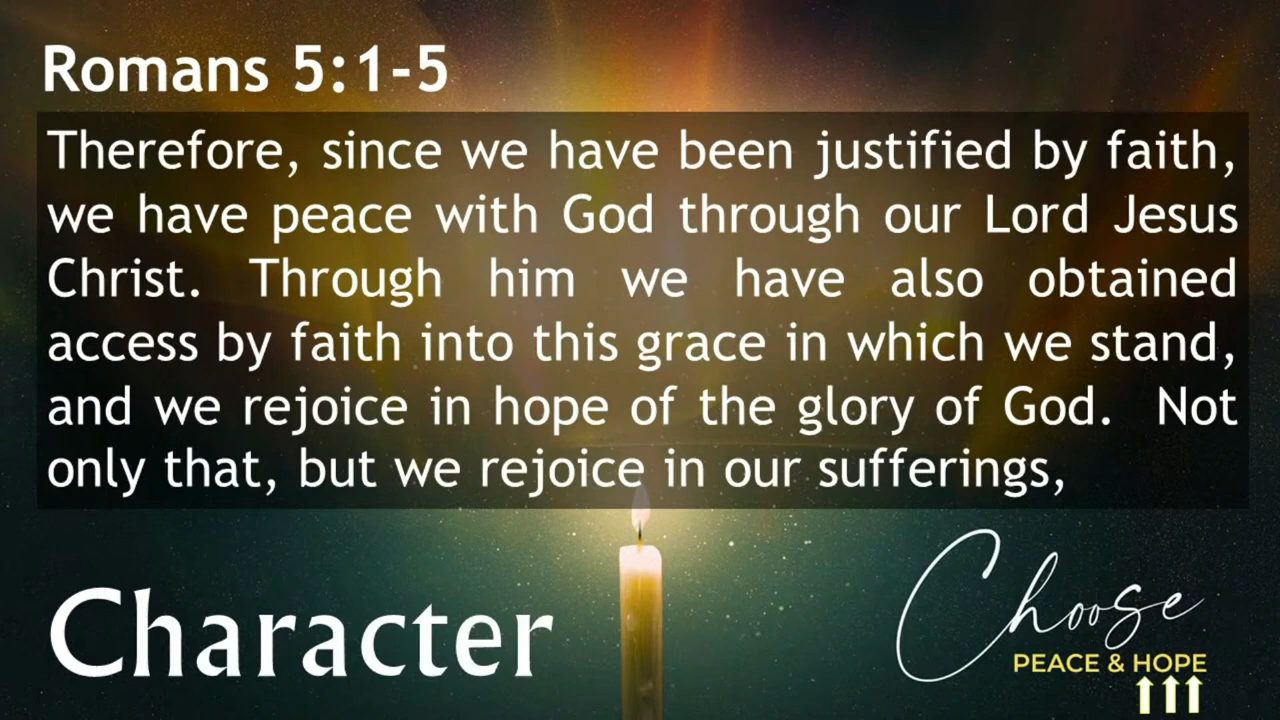 Romans 5:1-5
Therefore, since we have been justified by faith,
we have peace with God through our Lord Jesus
Christ. Through him we have also obtained
access by faith into this grace in which we stand,
and we rejoice in hope of the glory of God.  Not
only that, but we rejoice in our sufferings,
Character
Choose
PEACE & HOPE